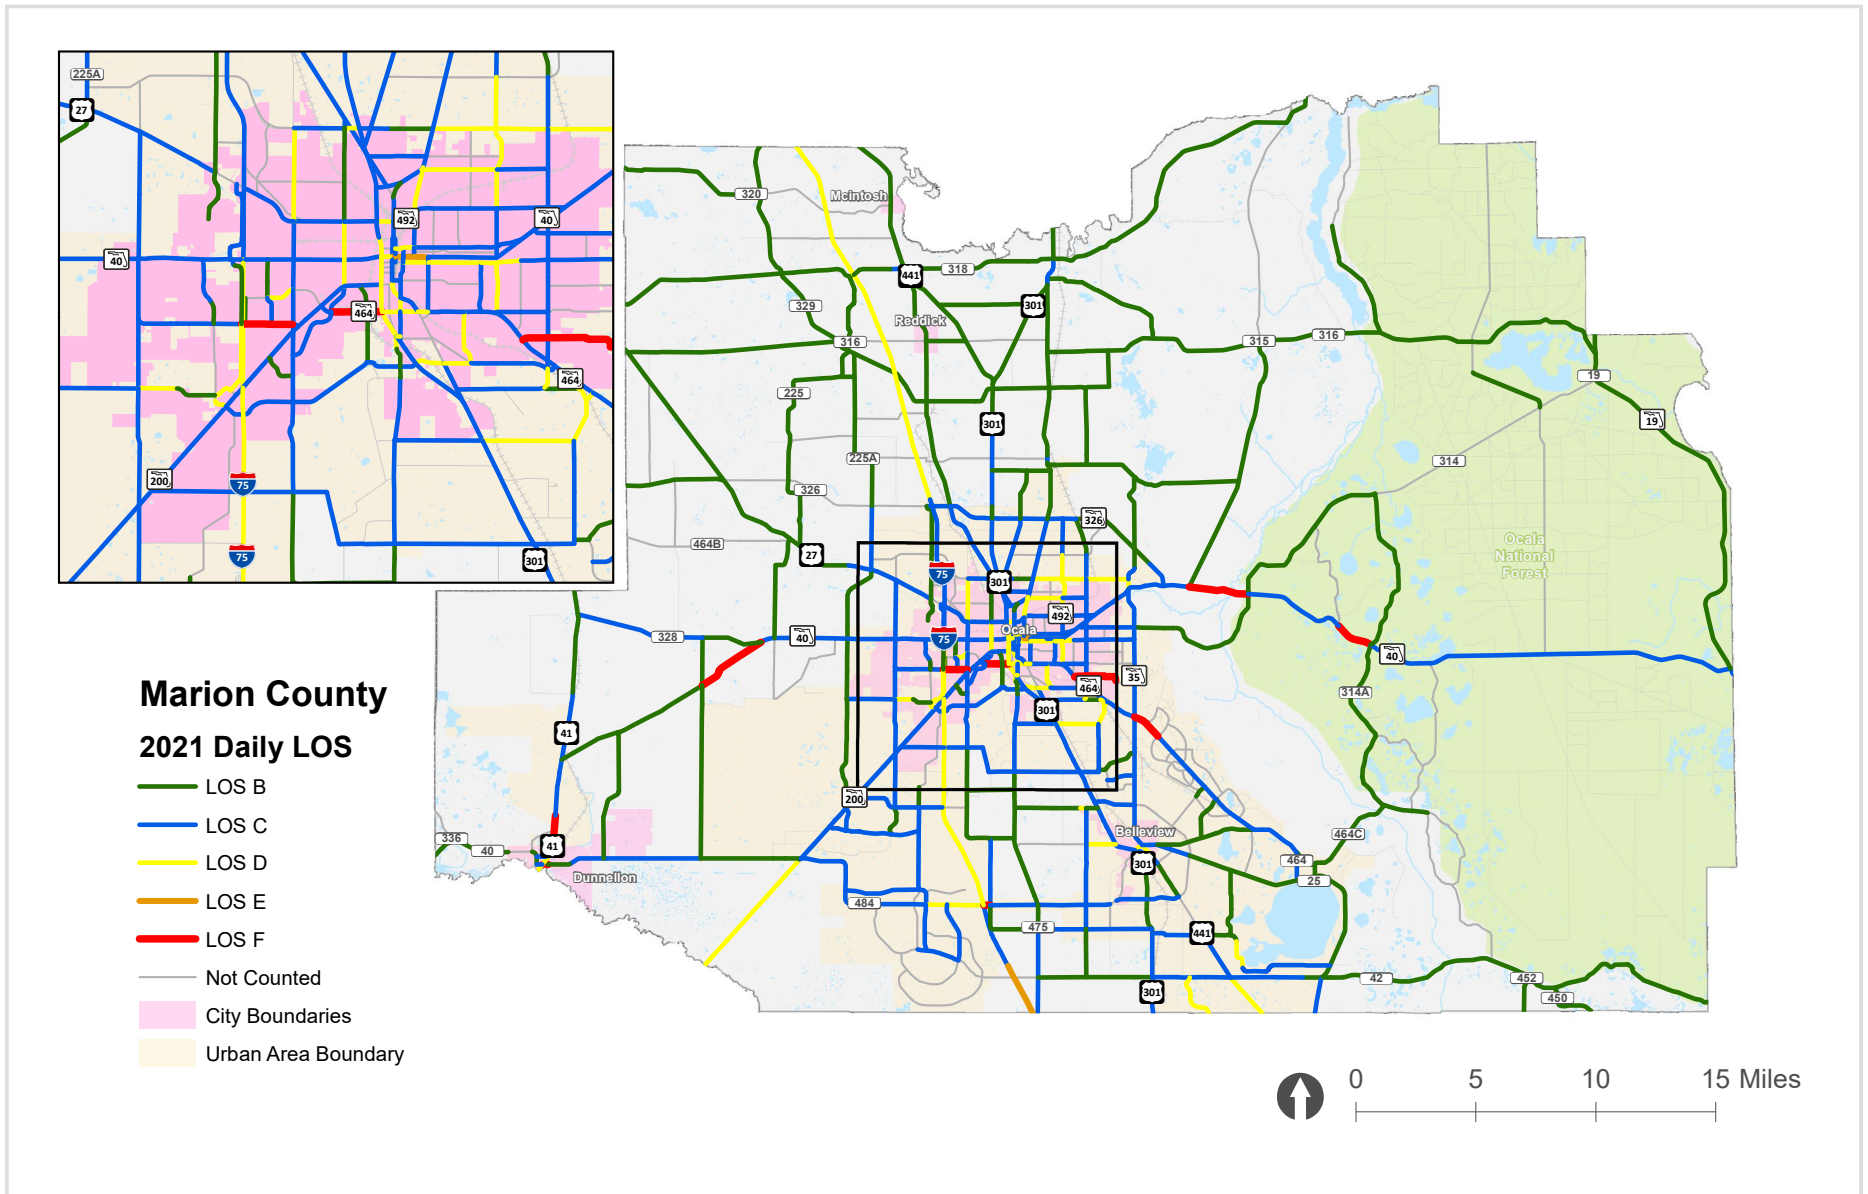 225A
27
492
40
40
464
464
200
75
75
301
320
McIntosh
441
318
329
301
Reddick
316
315
316
225
19
19
301
225A
314
326
326
464B
27
Ocala
National
Forest
75
301
492
328
40
75
Ocala
40
35
464
314A
301
41
200
Belleview
464C
336
40
41
301
464
25
Dunnellon
484
475
441
42
452
301
450
Marion County
2021 Daily LOS
LOS B
LOS C
LOS D
LOS E
LOS F
Not Counted
City Boundaries
Urban Area Boundary
0 5 10 15 Miles